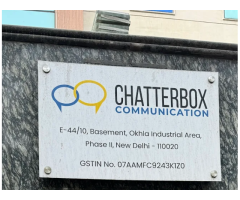 CHATTERBOX
COMMUNICATION
E-44/10, Basement, Okhla Industrial Area,
Phase II, New Delhi - 110020
GSTIN No. 07AAMFC9243K1Z0